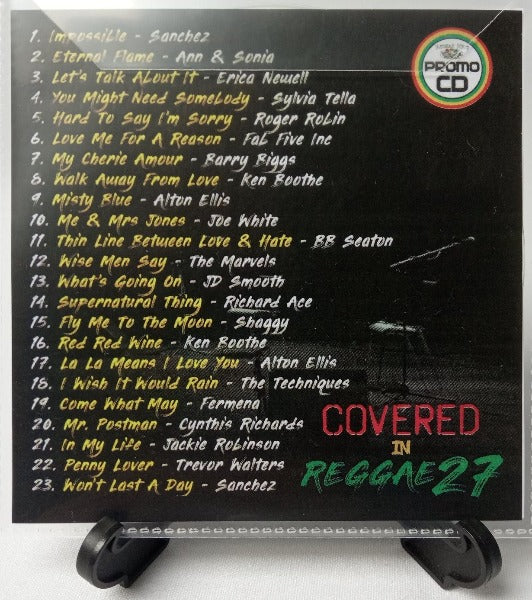 1. Impossible - Sanchez
2. Eternal Flame - Ann & Sonia
3. Let's Talk About It - Erica Newell
4. You Might Need Somebody - Sylvia Tella
5. Hard To Say I'm Sorry - Roger Robin
6. Love Me For A Reason - Fab Five Inc
7. My Cherie Amour - Barry Biggs
8. Walk Away From Love - Ken Boothe
9. Misty Blue - Alton Ellis
10. Me & Mrs Jones - Joe White
11. Thin Line Between Love & Hate - BB Seaton
12. Wise Men Say - The Marvels
13. What's Going On - JD Smooth
14. Supernatural Thing - Richard Ace
15. Fly Me To The Moon - Shaggy
16. Red Red Wine - Ken Boothe
17. La La Means I Love You - Alton Ellis
18. I Wish It Would Rain - The Techniques
19. Come What May - Fermena
20. Mr. Postman - Cynthis Richards
21. In My Life - Jackie Robinson
22. Penny Lover - Trevor Walters
23. Won't Last A Day - Sanchez
PROMO
CD
COVERED
IN
REGGAE 27